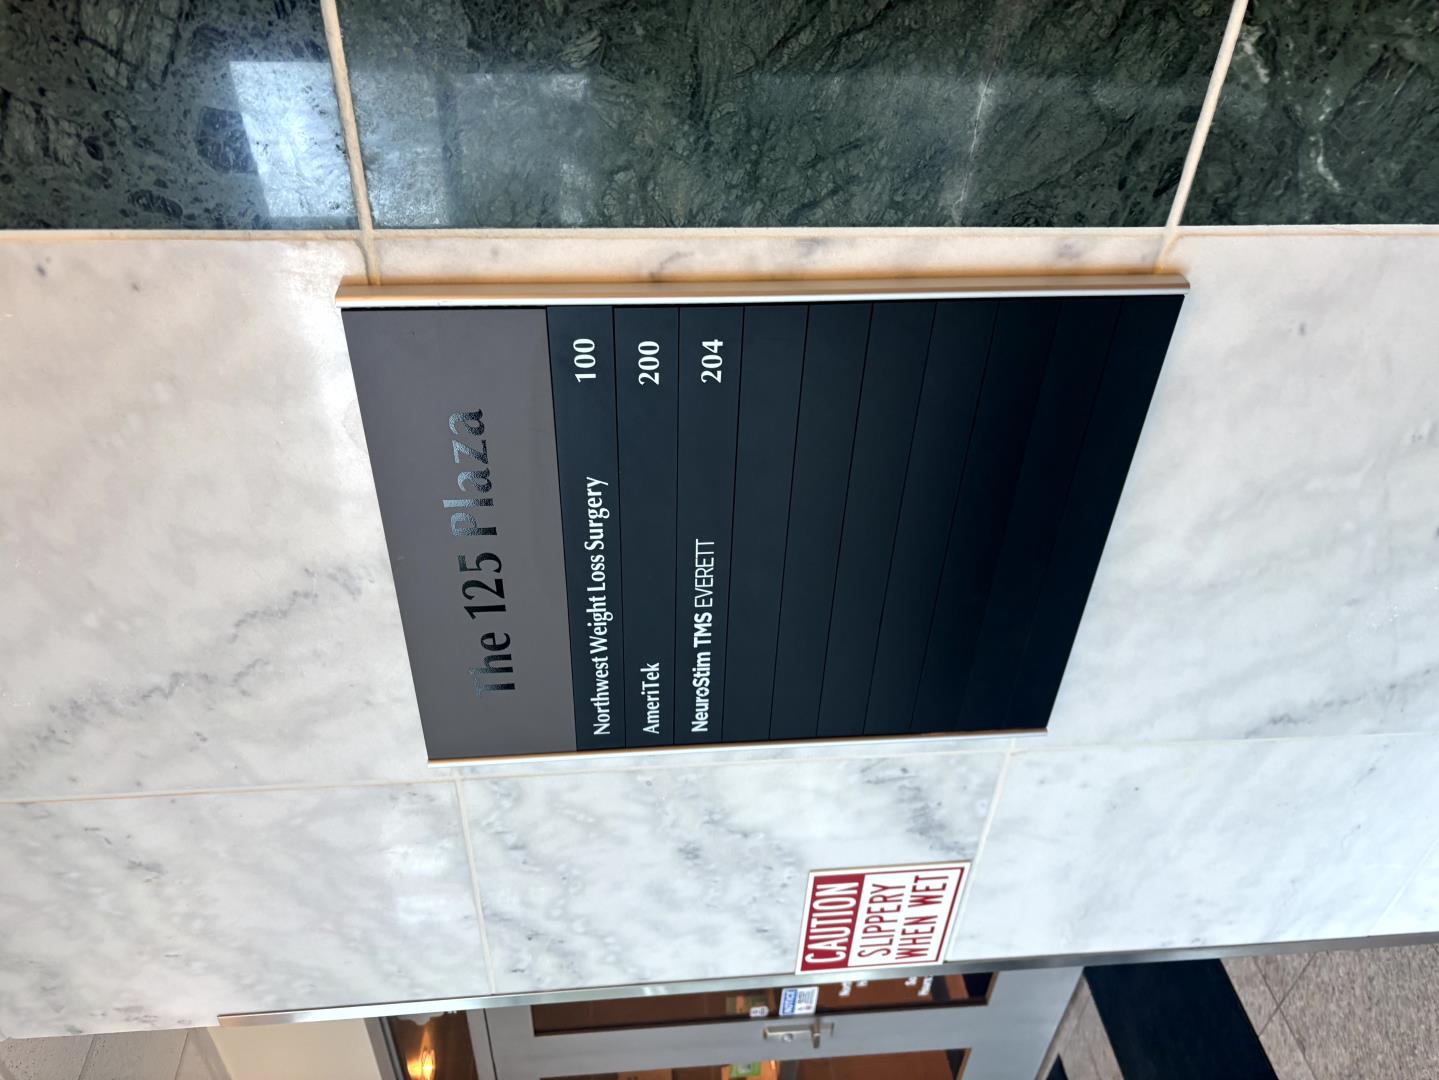 The 125 Plaza
Northwest Weight Loss Surgery 100
AmeriTek 200
NeuroStim TMS EVERETT 204
CAUTION
SLIPPERY
WHEN WET